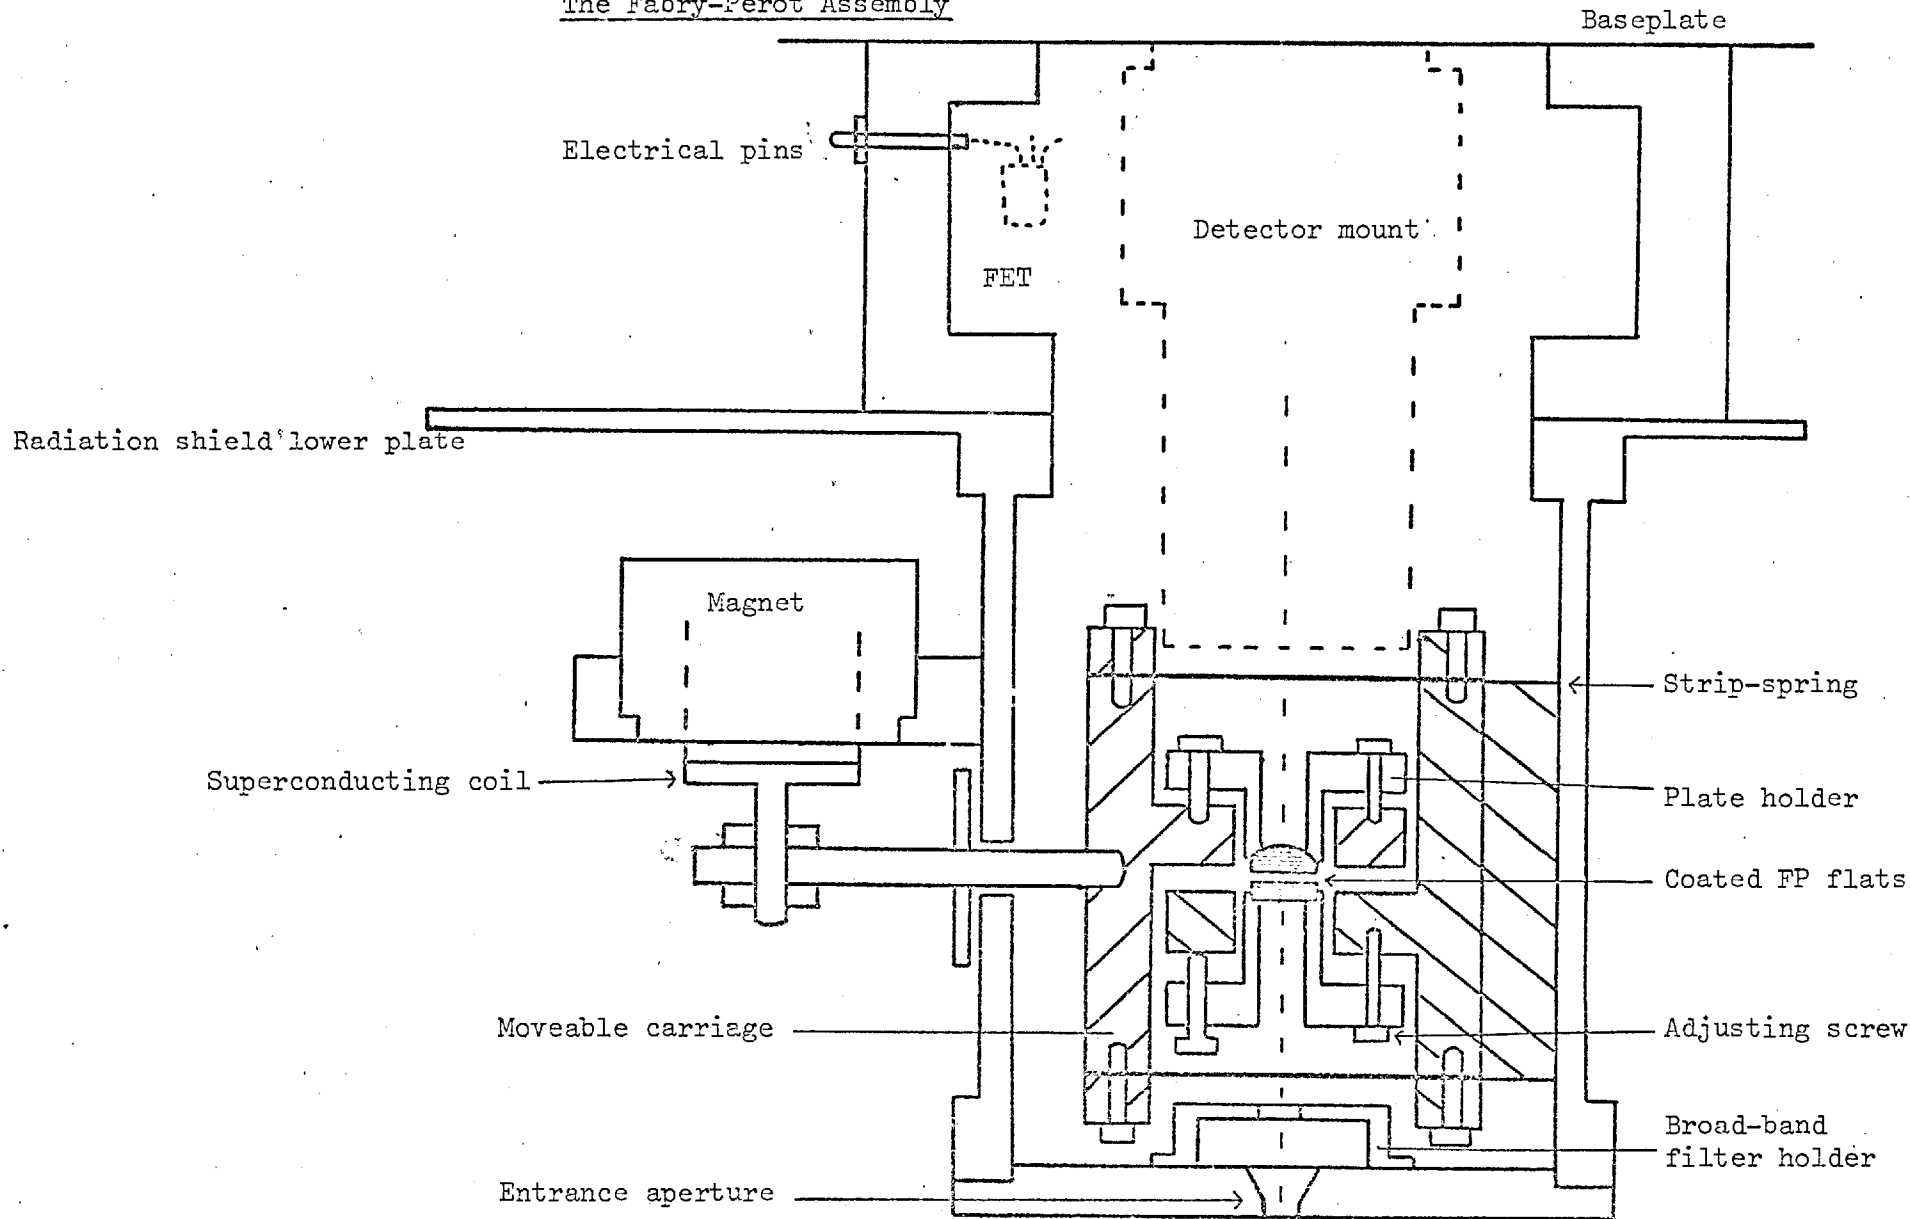 The Fabry-Perot Assembly
Baseplate
Electrical pins
Detector mount
FET
Radiation shield lower plate
Magnet
Strip-spring
Superconducting coil
Plate holder
Coated FP flats
Moveable carriage
Adjusting screw
Broad-band
filter holder
Entrance aperture